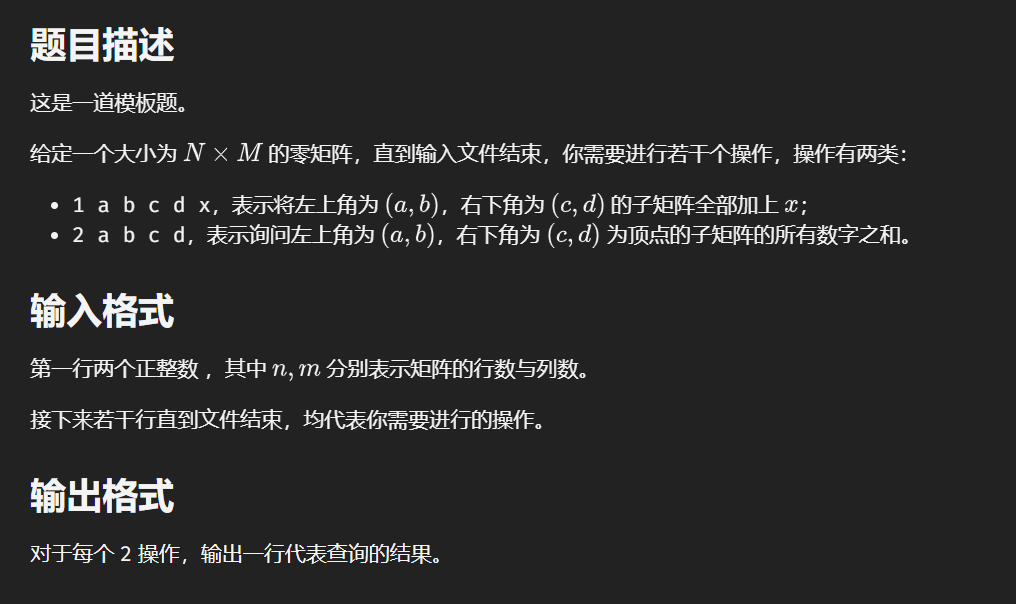 题目描述
这是一道模板题。
给定一个大小为 N × M 的零矩阵，直到输入文件结束，你需要进行若干个操作，操作有两类：
• 1 a b c d x，表示将左上角为 (a, b)，右下角为 (c, d) 的子矩阵全部加上 x；
• 2 a b c d，表示询问左上角为 (a, b)，右下角为 (c, d) 为顶点的子矩阵的所有数字之和。
输入格式
第一行两个正整数 ，其中 n, m 分别表示矩阵的行数与列数。
接下来若干行直到文件结束，均代表你需要进行的操作。
输出格式
对于每个 2 操作，输出一行代表查询的结果。